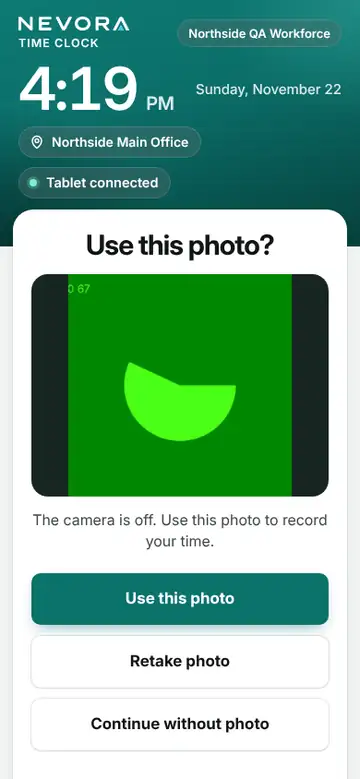 NEVORA
TIME CLOCK
Northside QA Workforce
4:19 PM
Sunday, November 22
Northside Main Office
Tablet connected
Use this photo?
0 67
The camera is off. Use this photo to record
your time.
Use this photo
Retake photo
Continue without photo